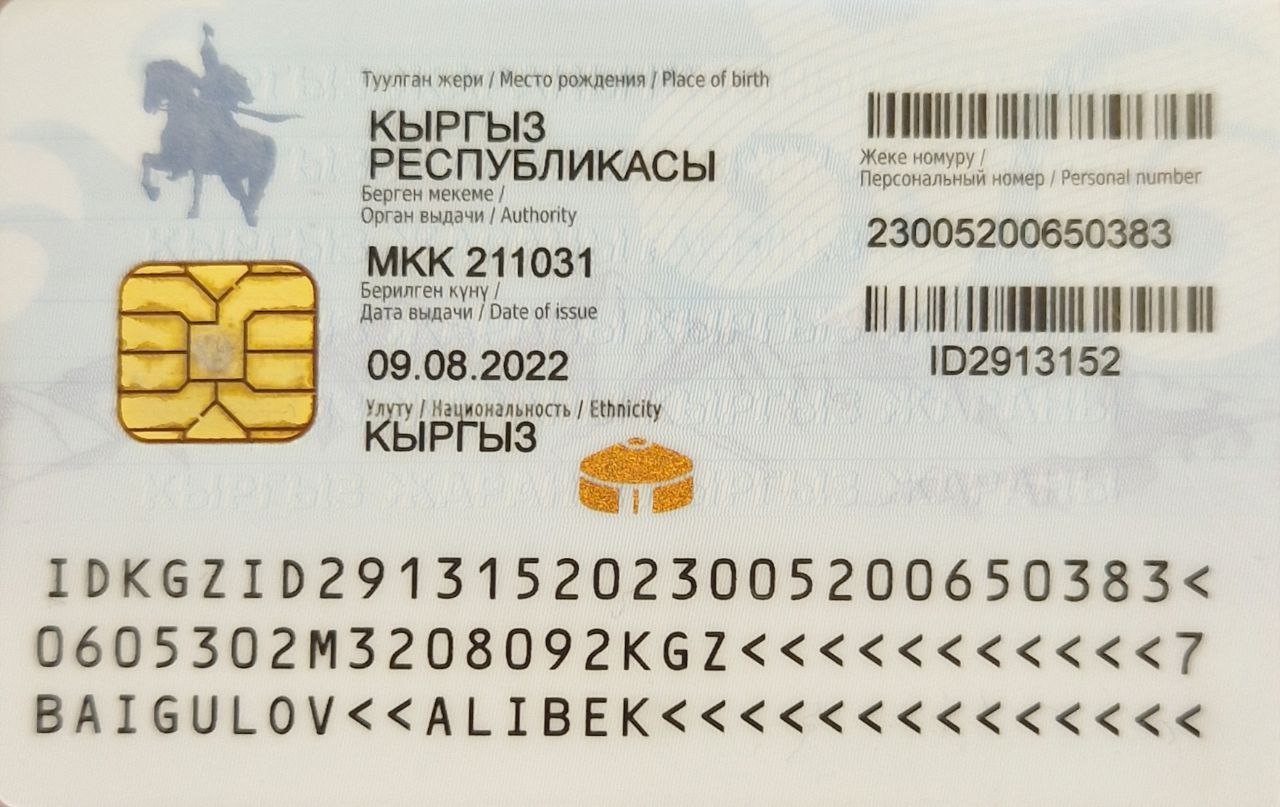 Туулган жери / Место рождения / Place of birth
КЫРГЫЗ
РЕСПУБЛИКАСЫ
Берген мекеме /
Орган выдачи / Authority
МКК 211031
Берилген күнү /
Дата выдачи / Date of issue
09.08.2022
Улуту / Национальность / Ethnicity
КЫРГЫЗ
Жеке номуру /
Персональный номер / Personal number
23005200650383
ID2913152
IDKGZID2913152023005200650383<
0605302M3208092KGZ<<<<<<<<<<<7
BAIGULOV<<ALIBEK<<<<<<<<<<<<<<